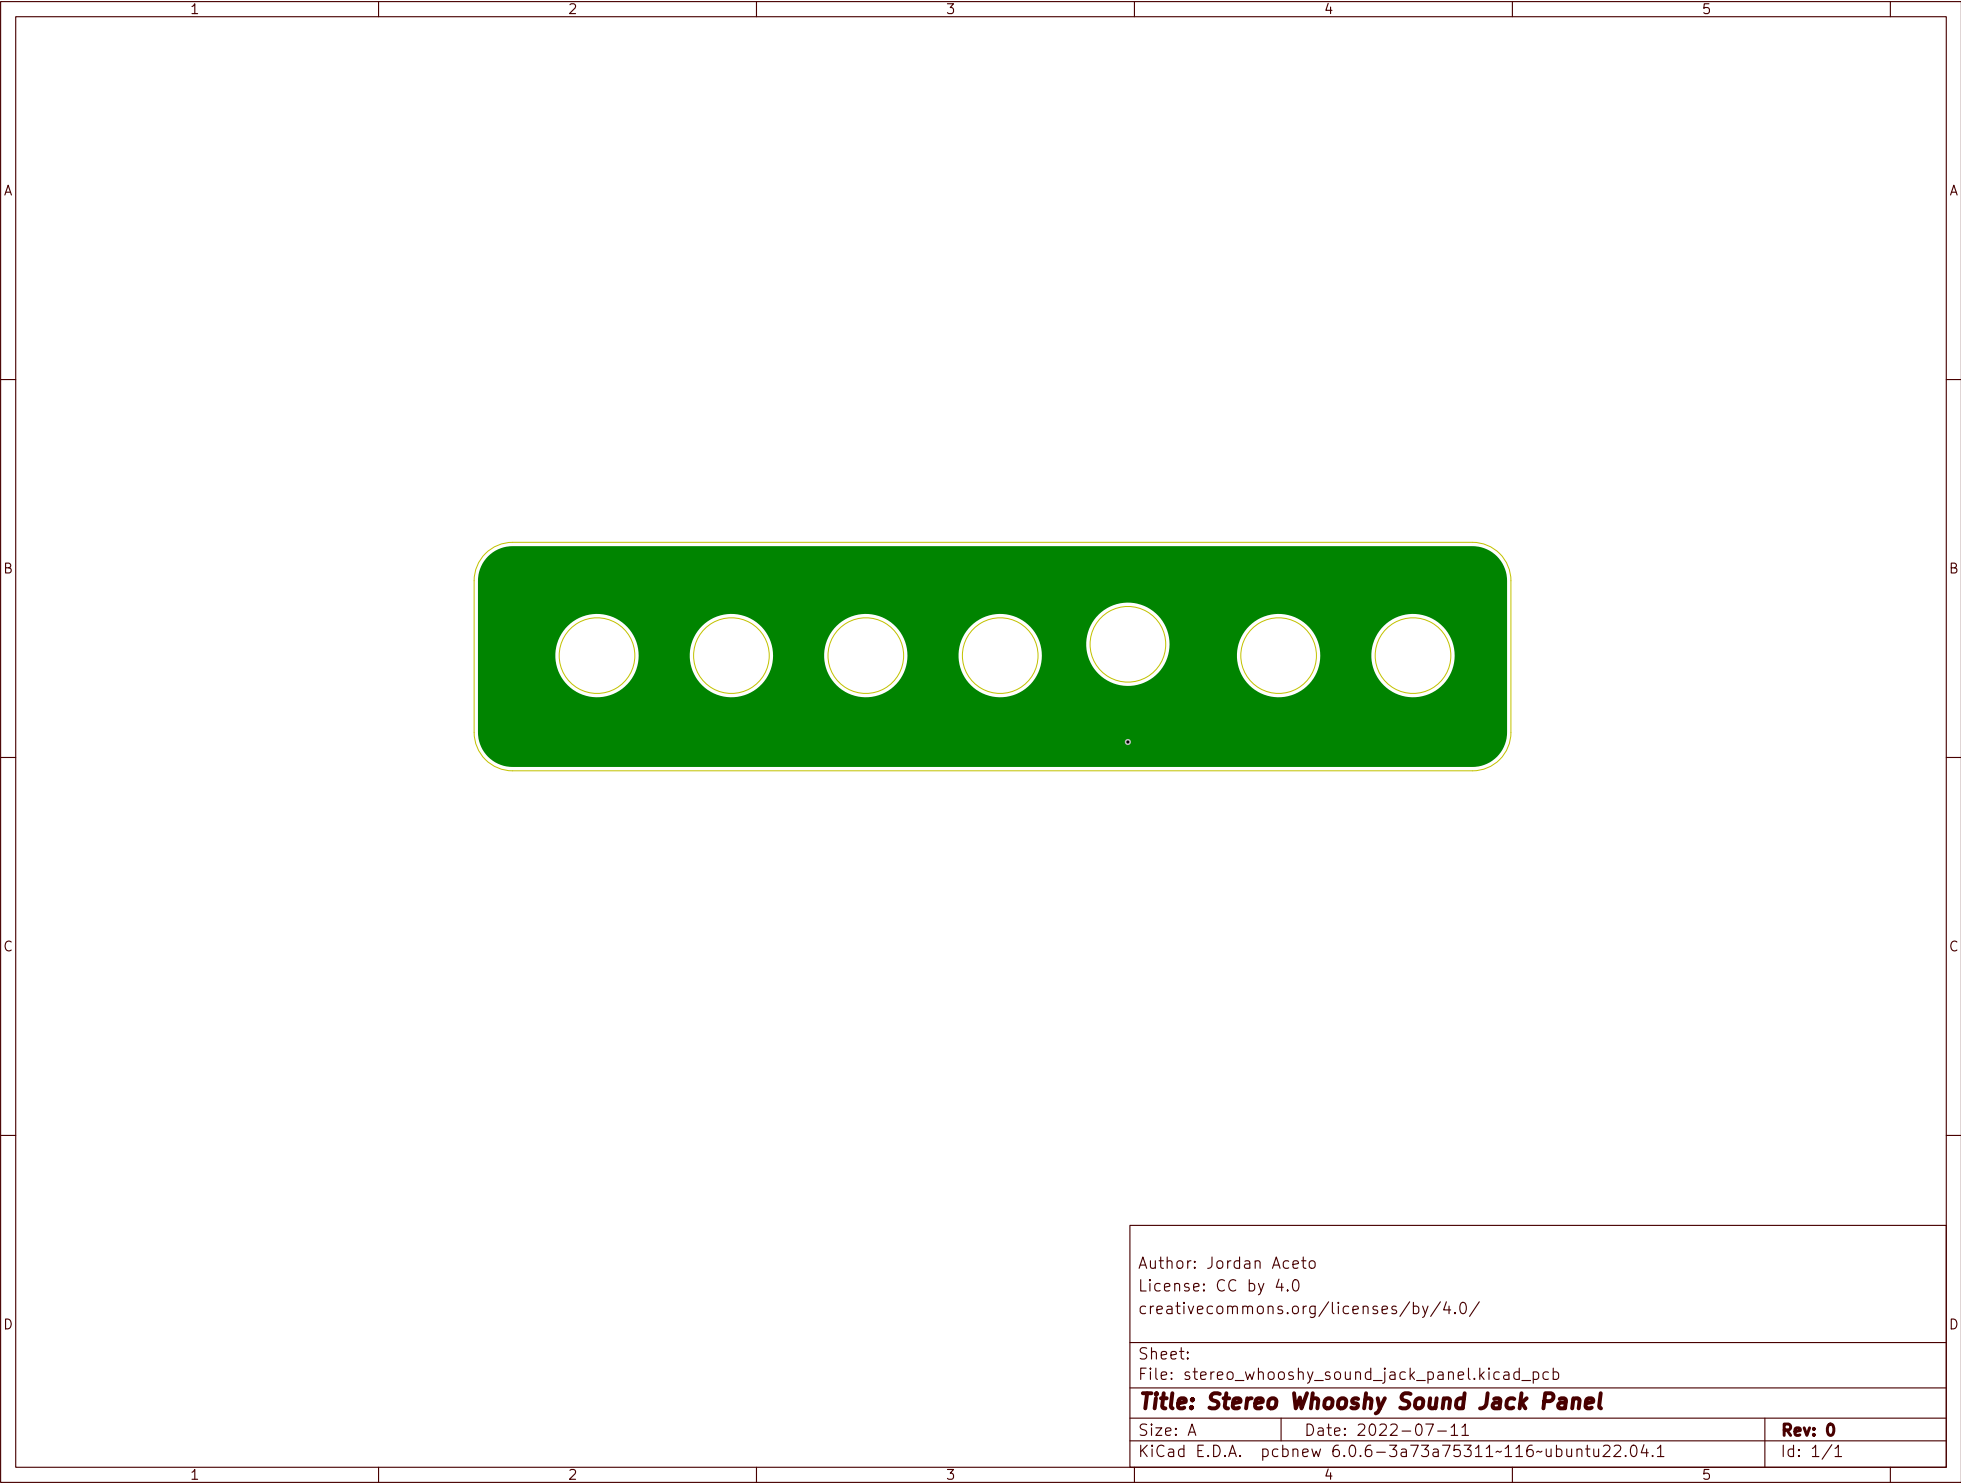 1 2 3 4 5
A A
B B
C C
D D
Author: Jordan Aceto
License: CC by 4.0
creativecommons.org/licenses/by/4.0/
Sheet:
File: stereo_whooshy_sound_jack_panel.kicad_pcb
Title: Stereo Whooshy Sound Jack Panel
Size: A Date: 2022-07-11 Rev: 0
KiCad E.D.A. pcbnew 6.0.6-3a73a75311~116~ubuntu22.04.1 Id: 1/1
1 2 3 4 5